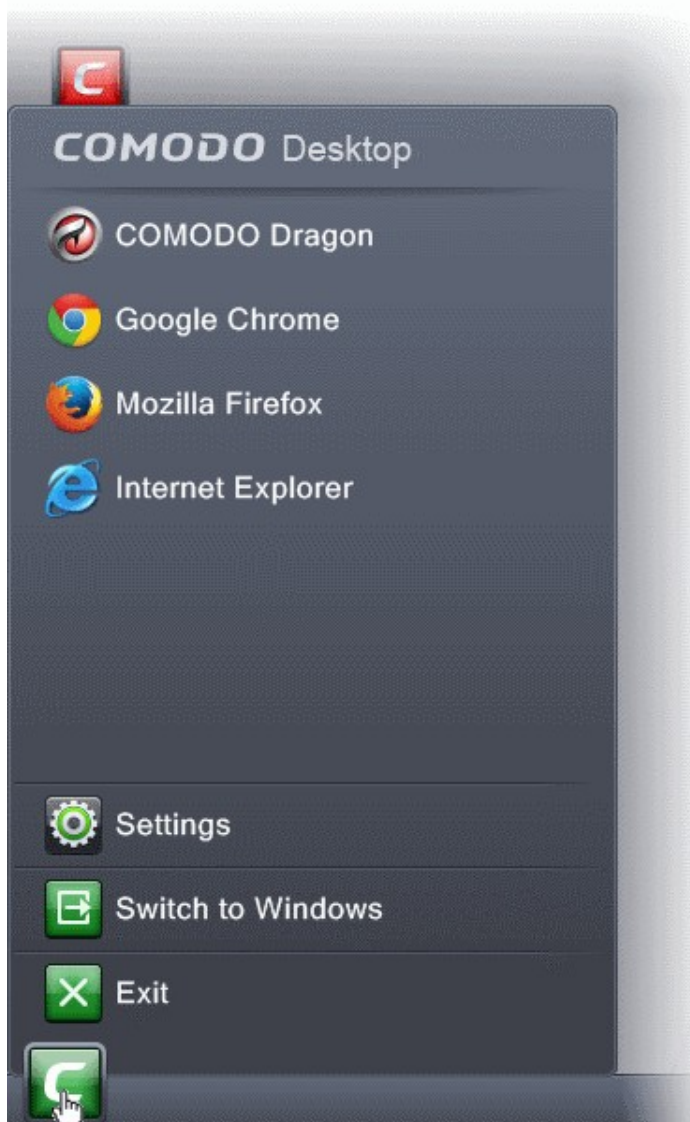 C
COMODO Desktop
COMODO Dragon
Google Chrome
Mozilla Firefox
Internet Explorer
Settings
Switch to Windows
Exit
C